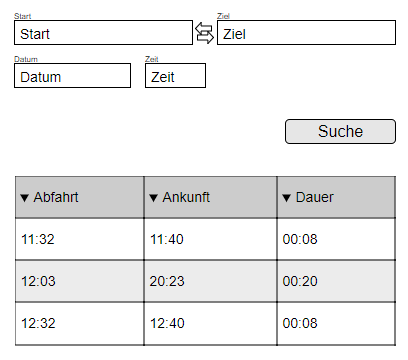 Start Ziel
Start Ziel
Datum Zeit
Datum Zeit
Suche
Abfahrt Ankunft Dauer
11:32 11:40 00:08
12:03 20:23 00:20
12:32 12:40 00:08